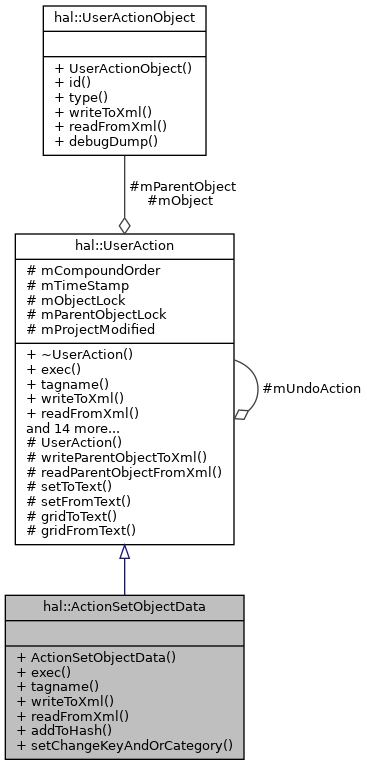 hal::UserActionObject
+ UserActionObject()
+ id()
+ type()
+ writeToXml()
+ readFromXml()
+ debugDump()
#mParentObject
#mObject
hal::UserAction
# mCompoundOrder
# mTimeStamp
# mObjectLock
# mParentObjectLock
# mProjectModified
+ ~UserAction()
+ exec()
+ tagname()
+ writeToXml()
+ readFromXml()
and 14 more...
# UserAction()
# writeParentObjectToXml()
# readParentObjectFromXml()
# setToText()
# setFromText()
# gridToText()
# gridFromText()
#mUndoAction
hal::ActionSetObjectData
+ ActionSetObjectData()
+ exec()
+ tagname()
+ writeToXml()
+ readFromXml()
+ addToHash()
+ setChangeKeyAndOrCategory()